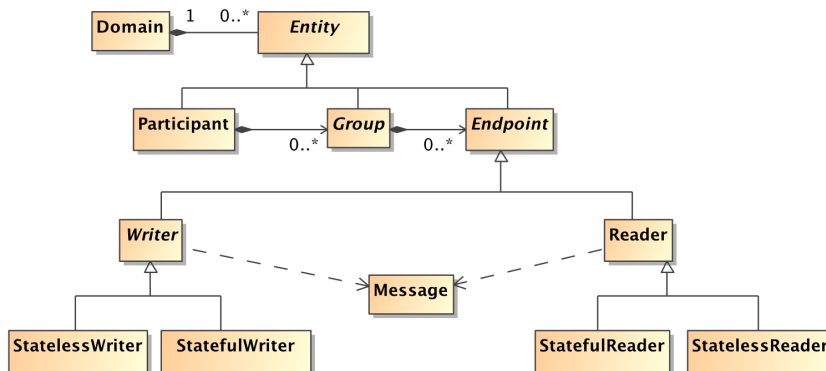 Domain 1 0..* Entity
Participant Group Endpoint
0..* 0..*
Writer Reader
Message
StatelessWriter StatefulWriter StatefulReader StatelessReader